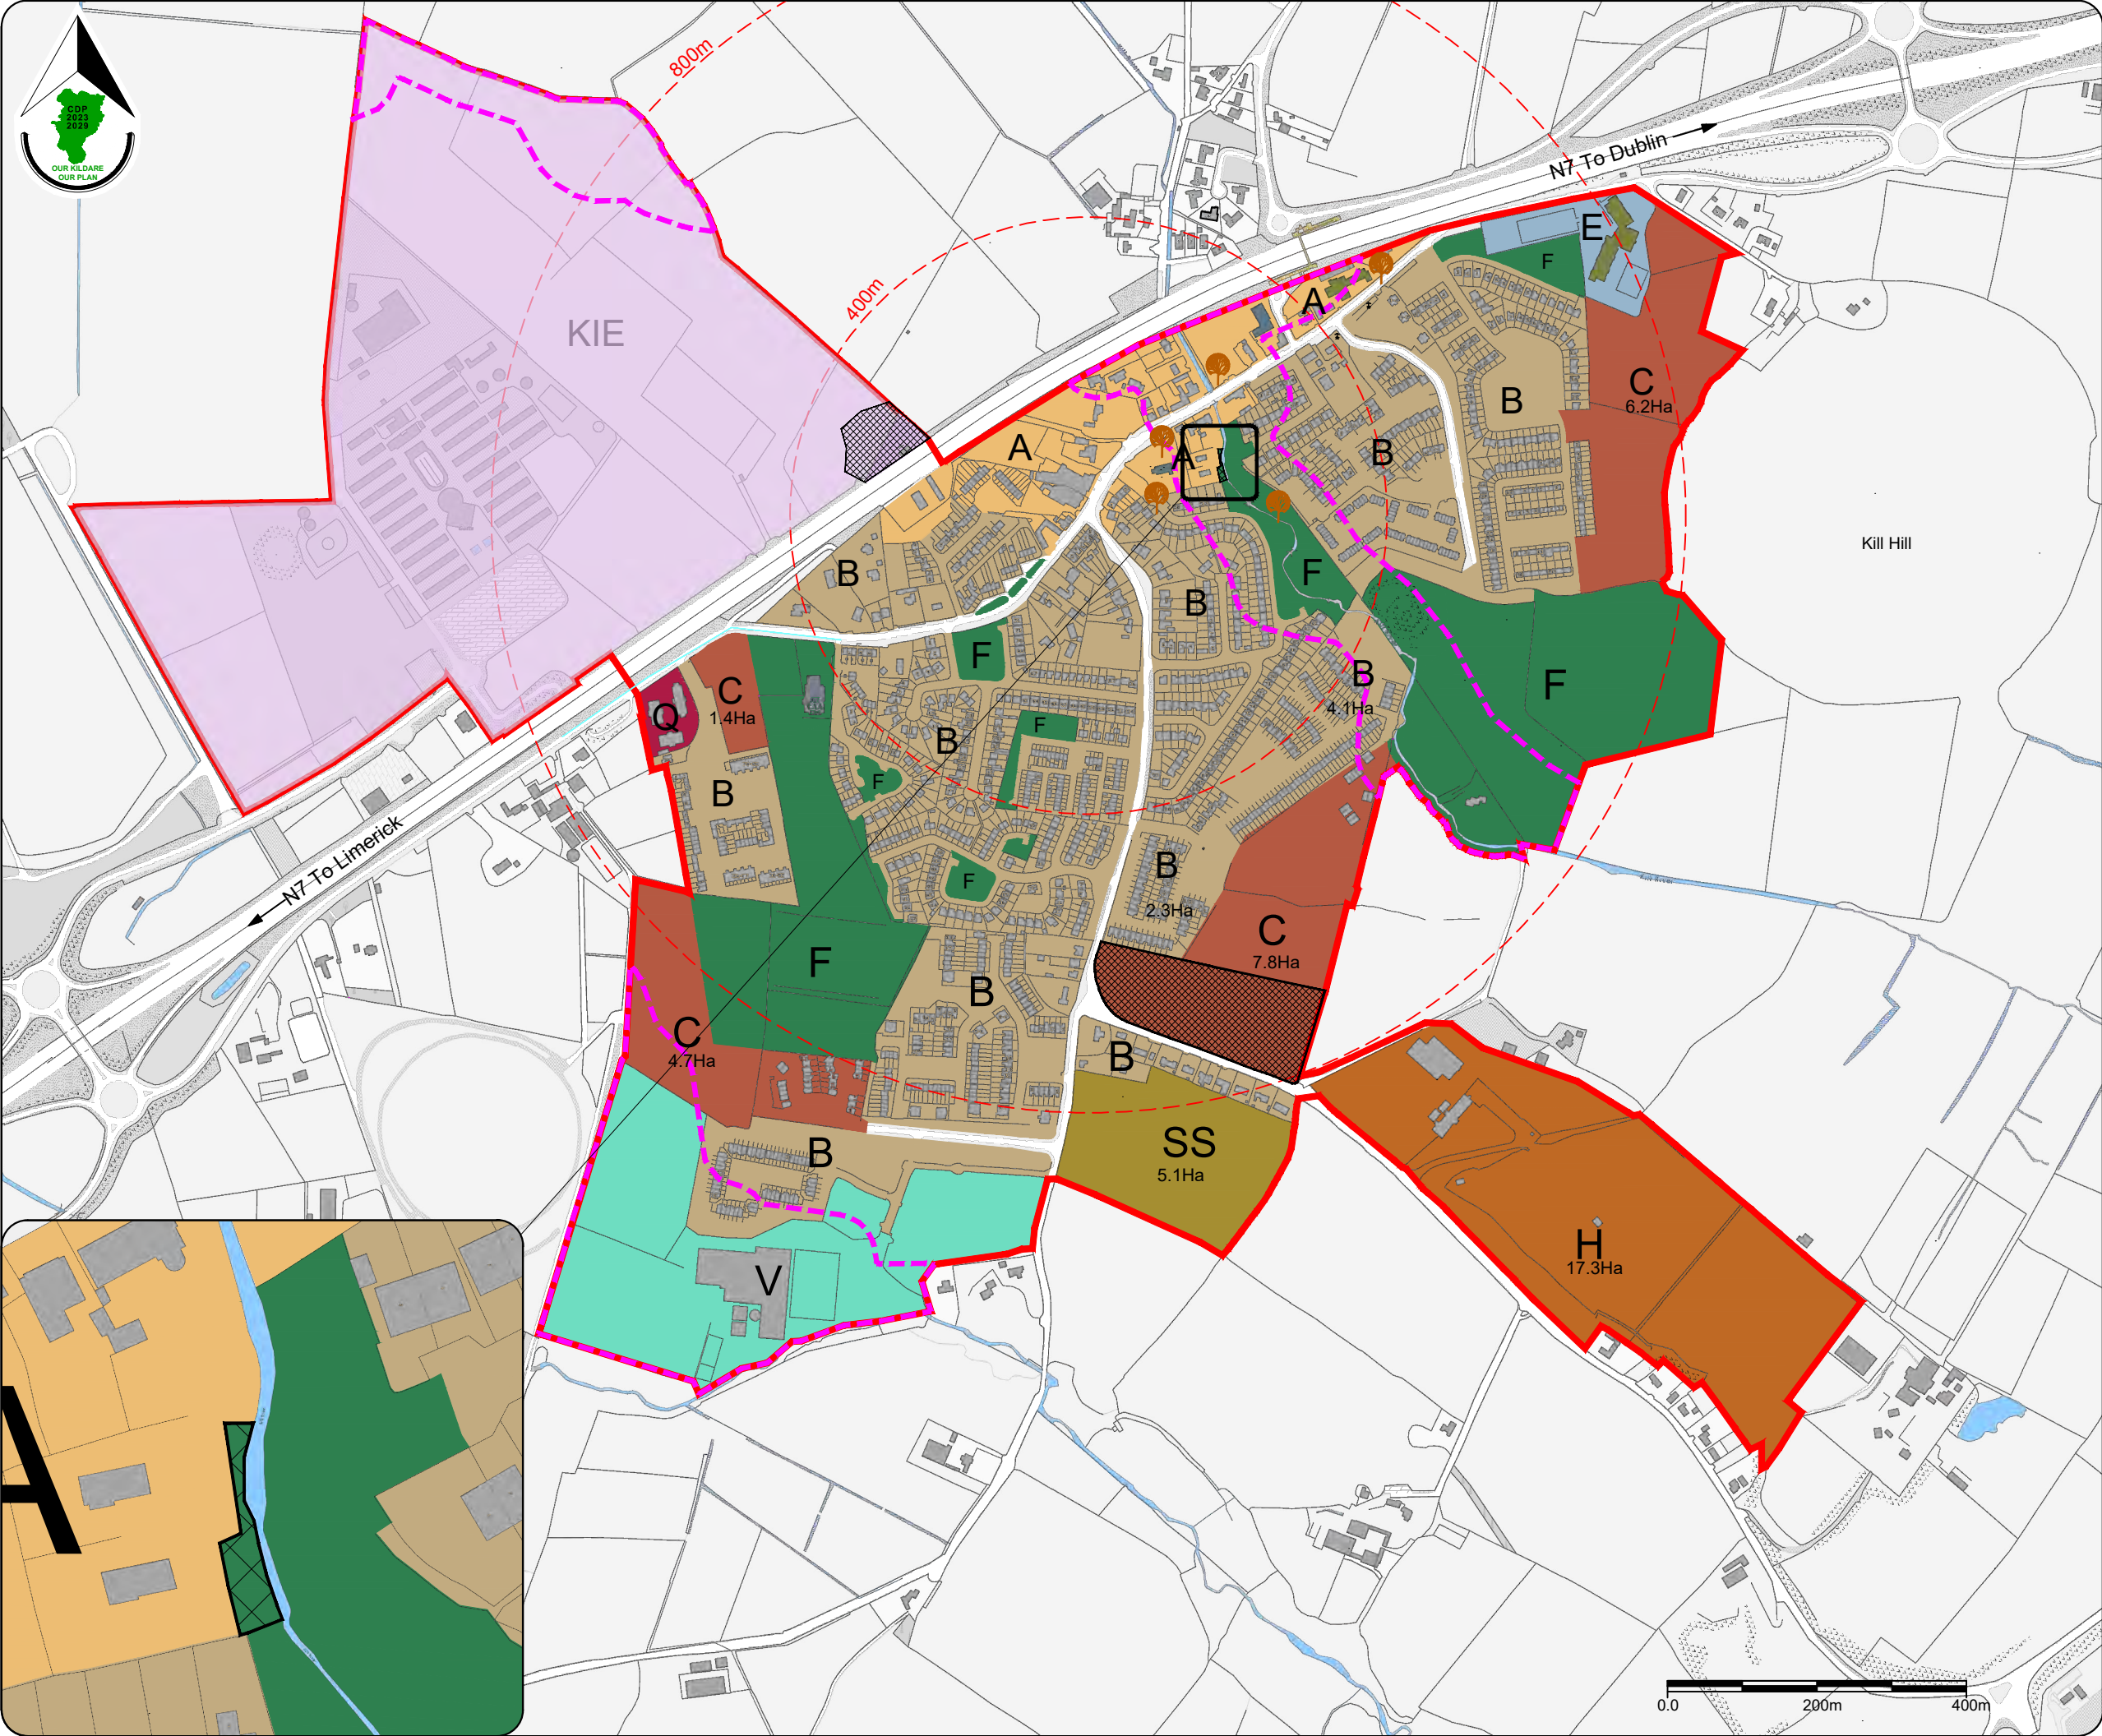 CDP
2023
2029
OUR KILDARE
OUR PLAN
800m
400m
N7 To Dublin
KIE
E
F
A
C
6.2Ha
B
A
B
A
Kill Hill
B
F
B
F
B
4.1Ha
F
C
1.4Ha
Q
F
B
F
B
B
2.3Ha
F
N7 To Limerick
C
7.8Ha
F
B
C
4.7Ha
B
SS
5.1Ha
B
H
17.3Ha
V
A
0.0
200m
400m